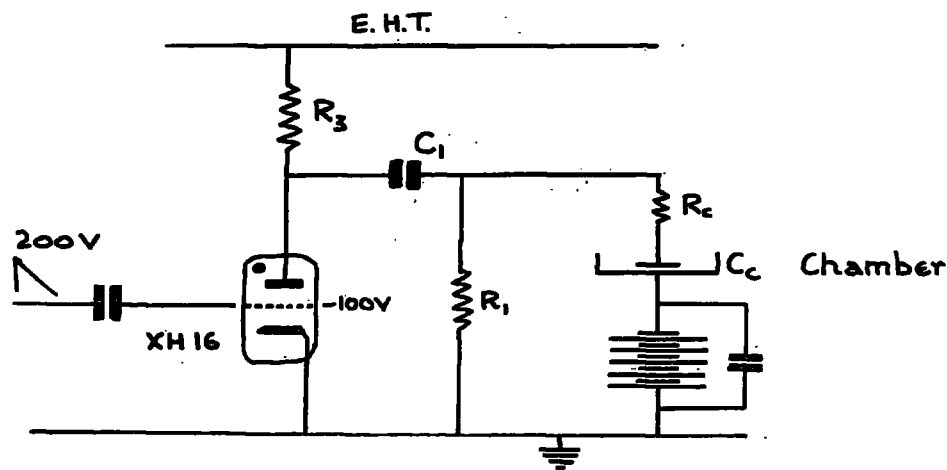 E.H.T.
R3
C1
Rc
200V
Cc Chamber
R1
-100V
XH16